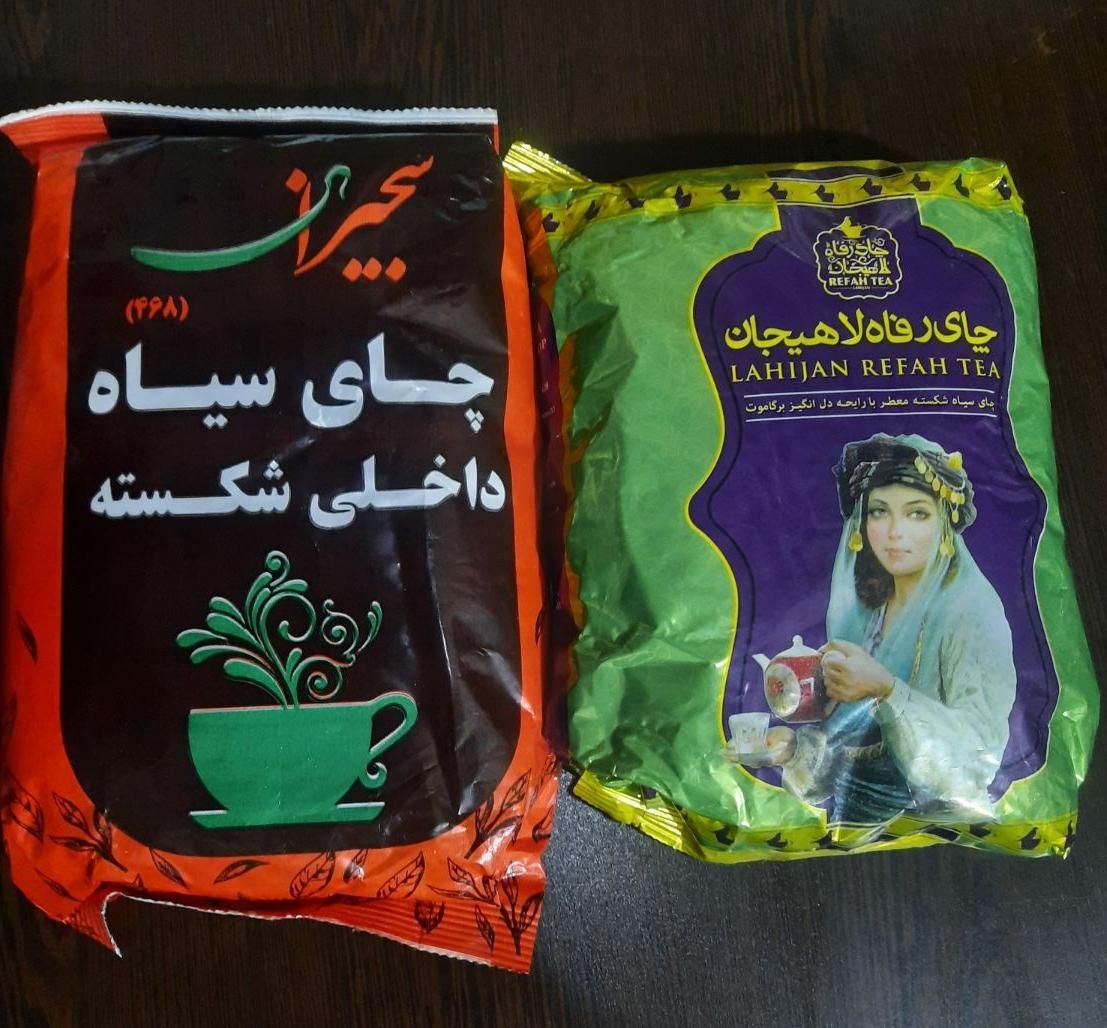 (۴۶۸)
چای سیاه
داخلی شکسته
چای رفاه
لاهیجان
REFAH TEA
LAHIJAN
چای رفاه لاهیجان
LAHIJAN REFAH TEA
چای سیاه شکسته معطر با رایحه دل انگیز برگاموت